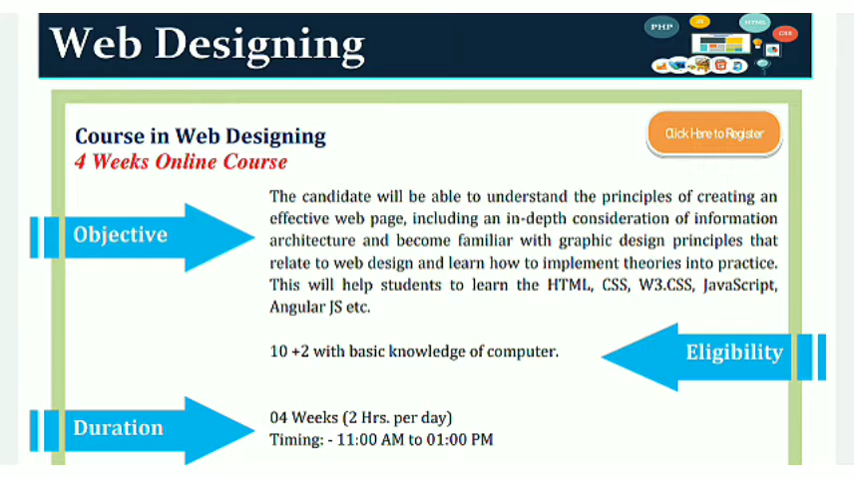 Web Designing
PHP
HTML
CSS
Course in Web Designing
Click Here to Register
4 Weeks Online Course
Objective
The candidate will be able to understand the principles of creating an
effective web page, including an in-depth consideration of information
architecture and become familiar with graphic design principles that
relate to web design and learn how to implement theories into practice.
This will help students to learn the HTML, CSS, W3.CSS, JavaScript,
Angular JS etc.
10 +2 with basic knowledge of computer.
Eligibility
Duration
04 Weeks (2 Hrs. per day)
Timing: - 11:00 AM to 01:00 PM